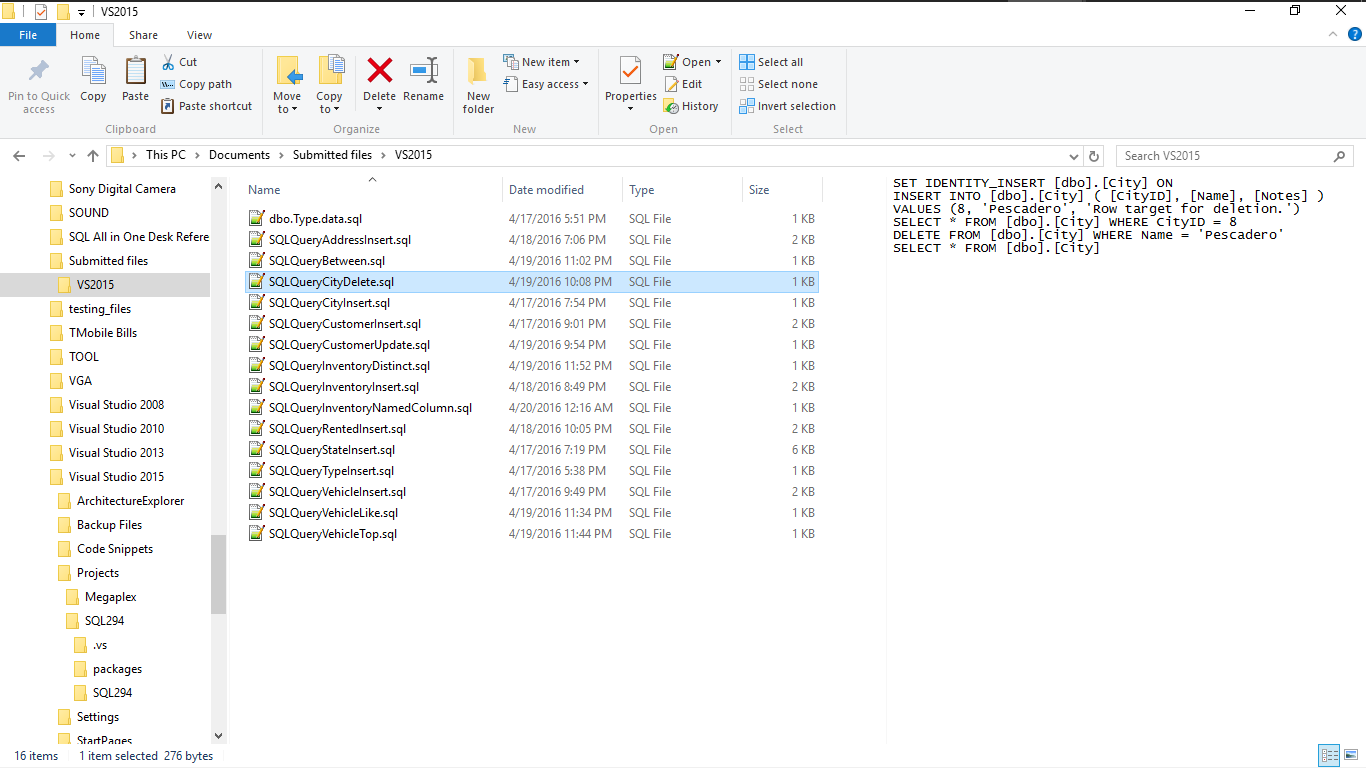 VS2015
File Home Share View
Pin to Quick access
Copy
Paste
Cut
Copy path
Paste shortcut
Clipboard
Move to
Copy to
Delete
Rename
Organize
New folder
New item
Easy access
New
Properties
Open
Edit
History
Open
Select all
Select none
Invert selection
Select
This PC > Documents > Submitted files > VS2015
Search VS2015
Sony Digital Camera
SOUND
SQL All in One Desk Refere
Submitted files
VS2015
testing_files
TMobile Bills
TOOL
VGA
Visual Studio 2008
Visual Studio 2010
Visual Studio 2013
Visual Studio 2015
ArchitectureExplorer
Backup Files
Code Snippets
Projects
Megaplex
SQL294
.vs
packages
SQL294
Settings
StartPages
Name Date modified Type Size
dbo.Type.data.sql 4/17/2016 5:51 PM SQL File 1 KB
SQLQueryAddressInsert.sql 4/18/2016 7:06 PM SQL File 2 KB
SQLQueryBetween.sql 4/19/2016 11:02 PM SQL File 1 KB
SQLQueryCityDelete.sql 4/19/2016 10:08 PM SQL File 1 KB
SQLQueryCityInsert.sql 4/17/2016 7:54 PM SQL File 1 KB
SQLQueryCustomerInsert.sql 4/17/2016 9:01 PM SQL File 2 KB
SQLQueryCustomerUpdate.sql 4/19/2016 9:54 PM SQL File 1 KB
SQLQueryInventoryDistinct.sql 4/19/2016 11:52 PM SQL File 1 KB
SQLQueryInventoryInsert.sql 4/18/2016 8:49 PM SQL File 2 KB
SQLQueryInventoryNamedColumn.sql 4/20/2016 12:16 AM SQL File 1 KB
SQLQueryRentedInsert.sql 4/18/2016 10:05 PM SQL File 2 KB
SQLQueryStateInsert.sql 4/17/2016 7:19 PM SQL File 6 KB
SQLQueryTypeInsert.sql 4/17/2016 5:38 PM SQL File 1 KB
SQLQueryVehicleInsert.sql 4/17/2016 9:49 PM SQL File 2 KB
SQLQueryVehicleLike.sql 4/19/2016 11:34 PM SQL File 1 KB
SQLQueryVehicleTop.sql 4/19/2016 11:44 PM SQL File 1 KB
SET IDENTITY_INSERT [dbo].[City] ON
INSERT INTO [dbo].[City] ( [CityID], [Name], [Notes] )
VALUES (8, 'Pescadero', 'Row target for deletion.')
SELECT * FROM [dbo].[City] WHERE CityID = 8
DELETE FROM [dbo].[City] WHERE Name = 'Pescadero'
SELECT * FROM [dbo].[City]
16 items 1 item selected 276 bytes